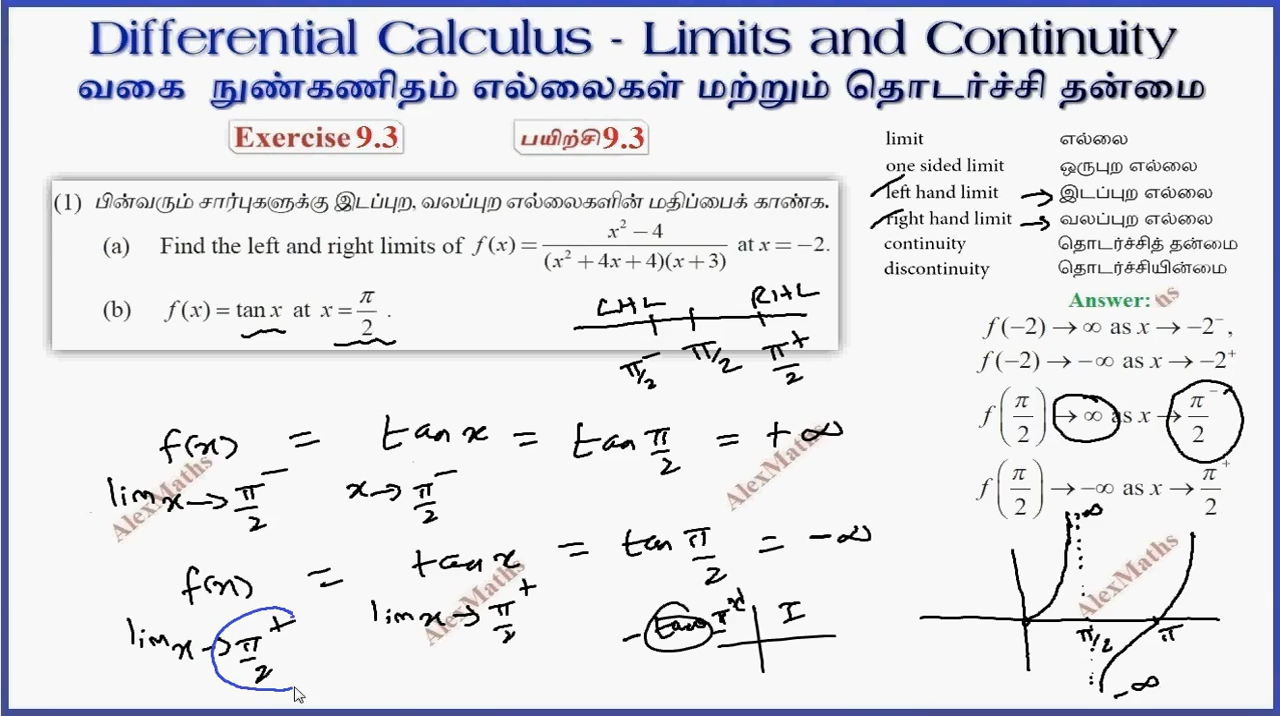 Differential Calculus - Limits and Continuity
வகை நுண்கணிதம் எல்லைகள் மற்றும் தொடர்ச்சி தன்மை
Exercise 9.3
பயிற்சி 9.3
limit எல்லை
one sided limit ஒருபுற எல்லை
left hand limit → இடப்புற எல்லை
right hand limit → வலப்புற எல்லை
continuity தொடர்ச்சித் தன்மை
discontinuity தொடர்ச்சியின்மை
(1) பின்வரும் சார்புகளுக்கு இடப்புற, வலப்புற எல்லைகளின் மதிப்பைக் காண்க.
(a) Find the left and right limits of f(x) = (x² – 4)/((x² + 4x + 4)(x + 3)) at x = –2.
(b) f(x) = tan x at x = π/2 .
LHL RHL
π/2⁻ π/2 π/2⁺
Answer:
f(–2) → ∞ as x → –2⁻,
f(–2) → –∞ as x → –2⁺
f(π/2) → ∞ as x → π/2⁻
f(π/2) → –∞ as x → π/2⁺
f(x) = tan x = tan π/2 = +∞
lim x→π/2⁻ x→π/2⁻
f(x) = tan x = tan π/2 = -∞
lim x→π/2⁺ lim x→π/2⁺
I
∞
π/2 π
-∞
AlexMaths
AlexMaths
AlexMaths
AlexMaths